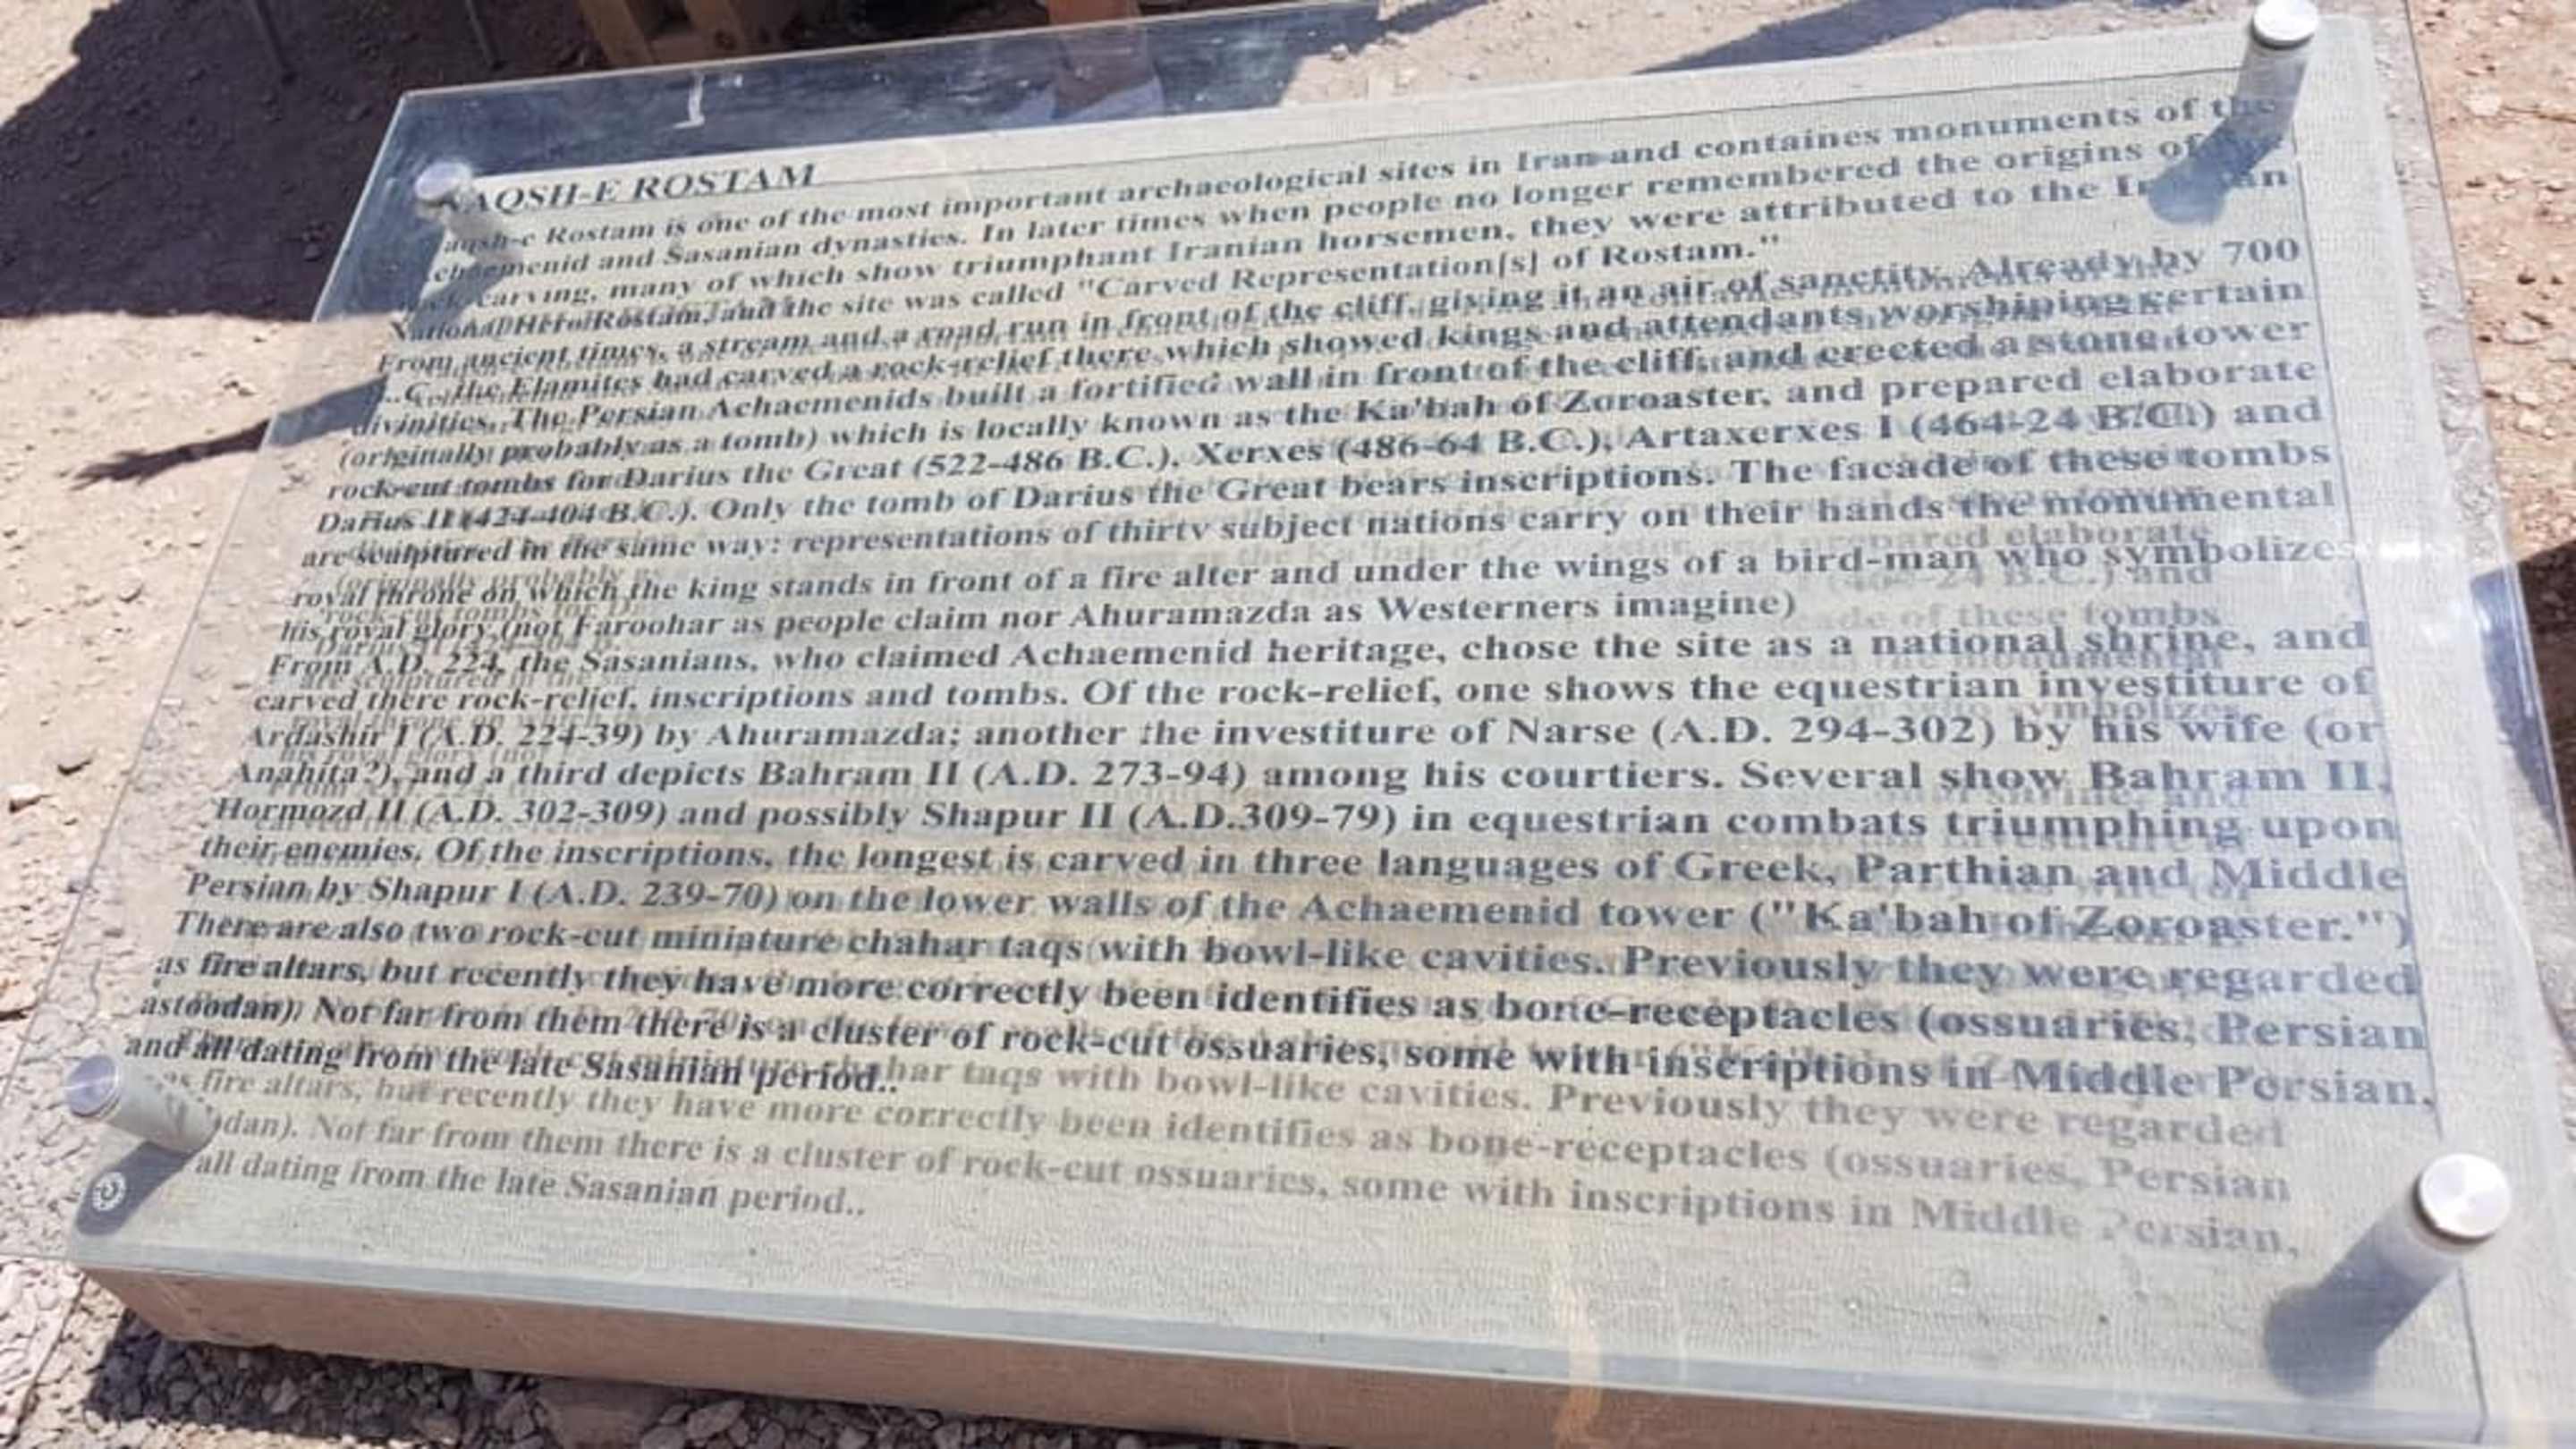 NAQSH-E ROSTAM
Naqsh-e Rostam is one of the most important archaeological sites in Iran and containes monuments of the
Achaemenid and Sasanian dynasties. In later times when people no longer remembered the origins of the
rock carving, many of which show triumphant Iranian horsemen, they were attributed to the Iranian
National Hero Rostam, and the site was called "Carved Representation[s] of Rostam."
From ancient times, a stream and a road run in front of the cliff, giving it an air of sanctity. Already by 700
B.C., the Elamites had carved a rock-relief there which showed kings and attendants worshiping certain
divinities. The Persian Achaemenids built a fortified wall in front of the cliff, and erected a stone tower
(originally probably as a tomb) which is locally known as the Ka'bah of Zoroaster, and prepared elaborate
rock-cut tombs for Darius the Great (522-486 B.C.), Xerxes (486-64 B.C.), Artaxerxes I (464-24 B.C.) and
Darius II (424-404 B.C.). Only the tomb of Darius the Great bears inscriptions. The facade of these tombs
are sculptured in the same way: representations of thirty subject nations carry on their hands the monumental
royal throne on which the king stands in front of a fire alter and under the wings of a bird-man who symbolizes
his royal glory (not Faroohar as people claim nor Ahuramazda as Westerners imagine)
From A.D. 224, the Sasanians, who claimed Achaemenid heritage, chose the site as a national shrine, and
carved there rock-relief, inscriptions and tombs. Of the rock-relief, one shows the equestrian investiture of
Ardashir I (A.D. 224-39) by Ahuramazda; another the investiture of Narse (A.D. 294-302) by his wife (or
Anahita?), and a third depicts Bahram II (A.D. 273-94) among his courtiers. Several show Bahram II,
Hormozd II (A.D. 302-309) and possibly Shapur II (A.D.309-79) in equestrian combats triumphing upon
their enemies. Of the inscriptions, the longest is carved in three languages of Greek, Parthian and Middle
Persian by Shapur I (A.D. 239-70) on the lower walls of the Achaemenid tower ("Ka'bah of Zoroaster.")
There are also two rock-cut miniature chahar taqs with bowl-like cavities. Previously they were regarded
as fire altars, but recently they have more correctly been identifies as bone-receptacles (ossuaries, Persian
astoodan). Not far from them there is a cluster of rock-cut ossuaries, some with inscriptions in Middle Persian,
and all dating from the late Sasanian period..